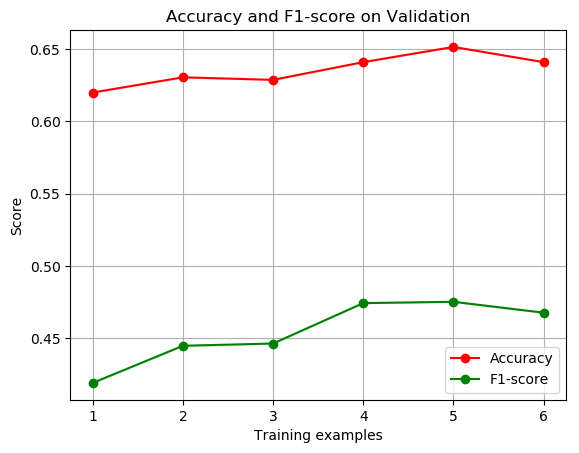 Accuracy and F1-score on Validation
0.65
0.60
0.55
0.50
0.45
Score
Accuracy
F1-score
1 2 3 4 5 6
Training examples